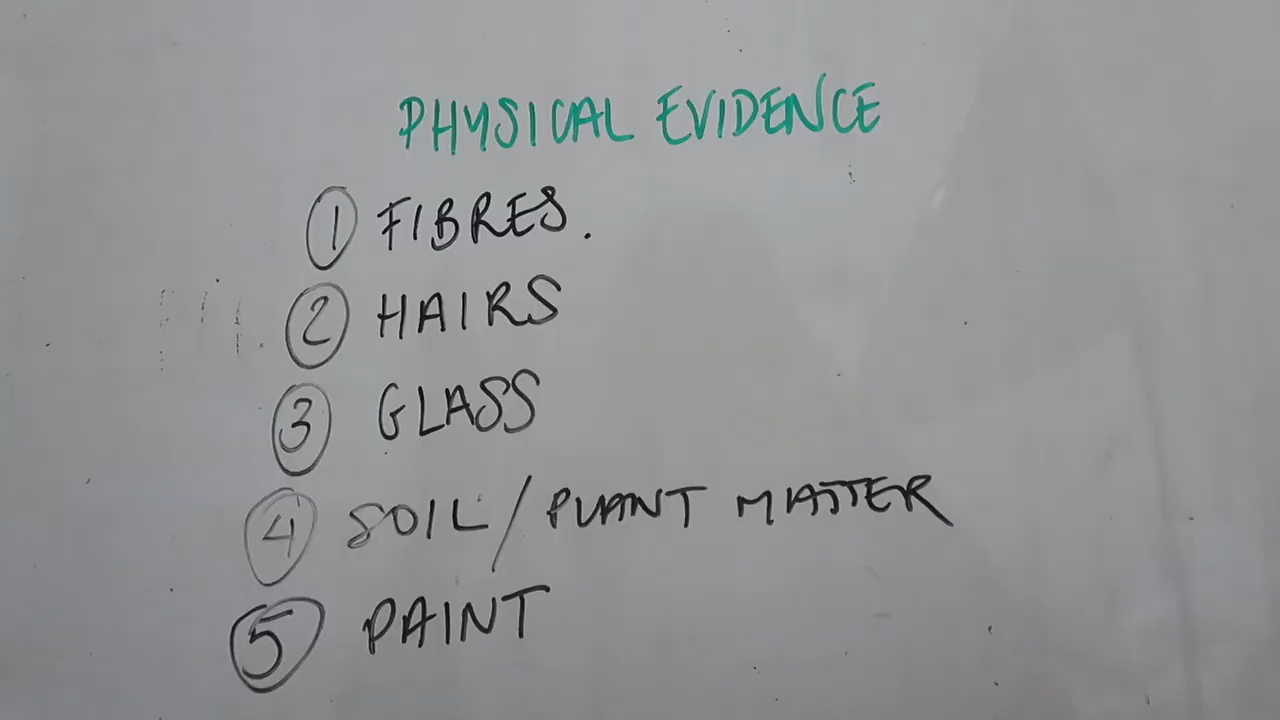 PHYSICAL EVIDENCE
1 FIBRES.
2 HAIRS
3 GLASS
4 SOIL/PLANT MATTER
5 PAINT